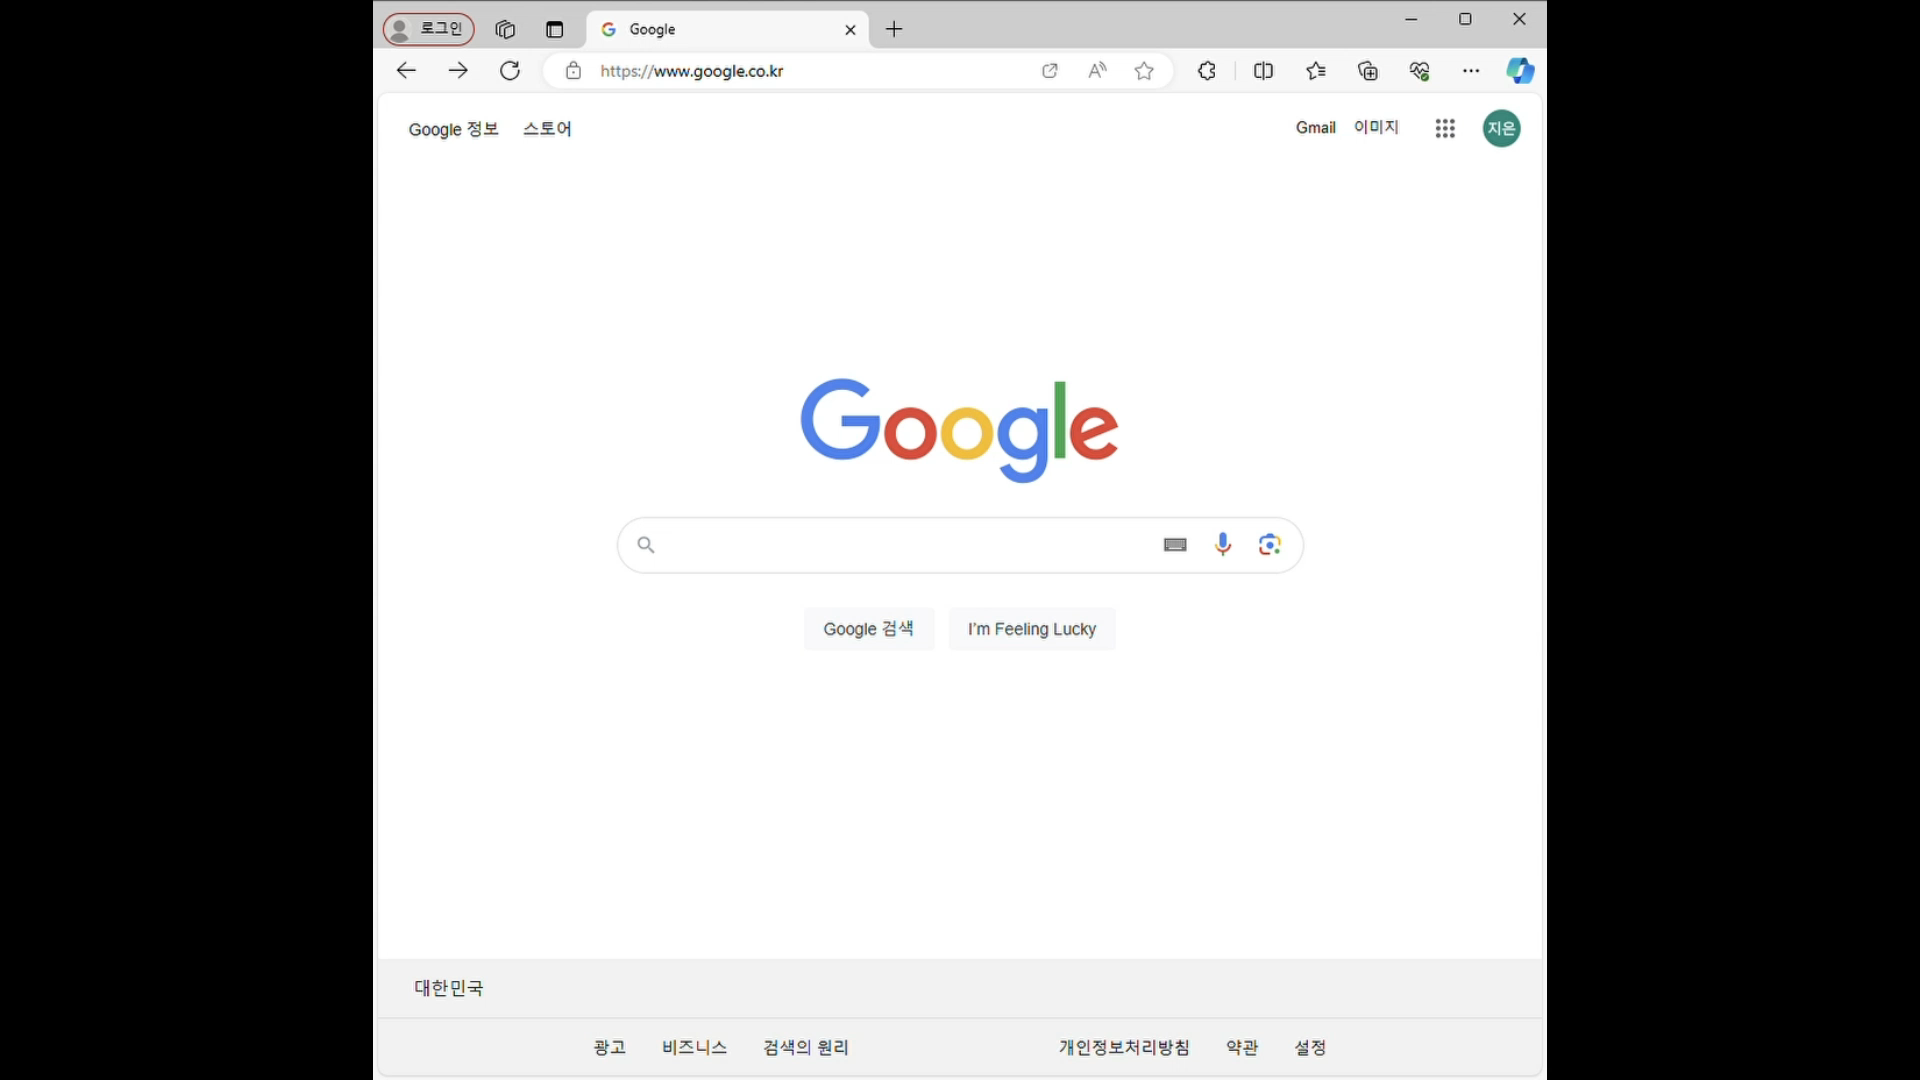 로그인
Google
https://www.google.co.kr
Google 정보 스토어
Gmail 이미지
지은
Google
Google 검색 I'm Feeling Lucky
대한민국
광고 비즈니스 검색의 원리 개인정보처리방침 약관 설정